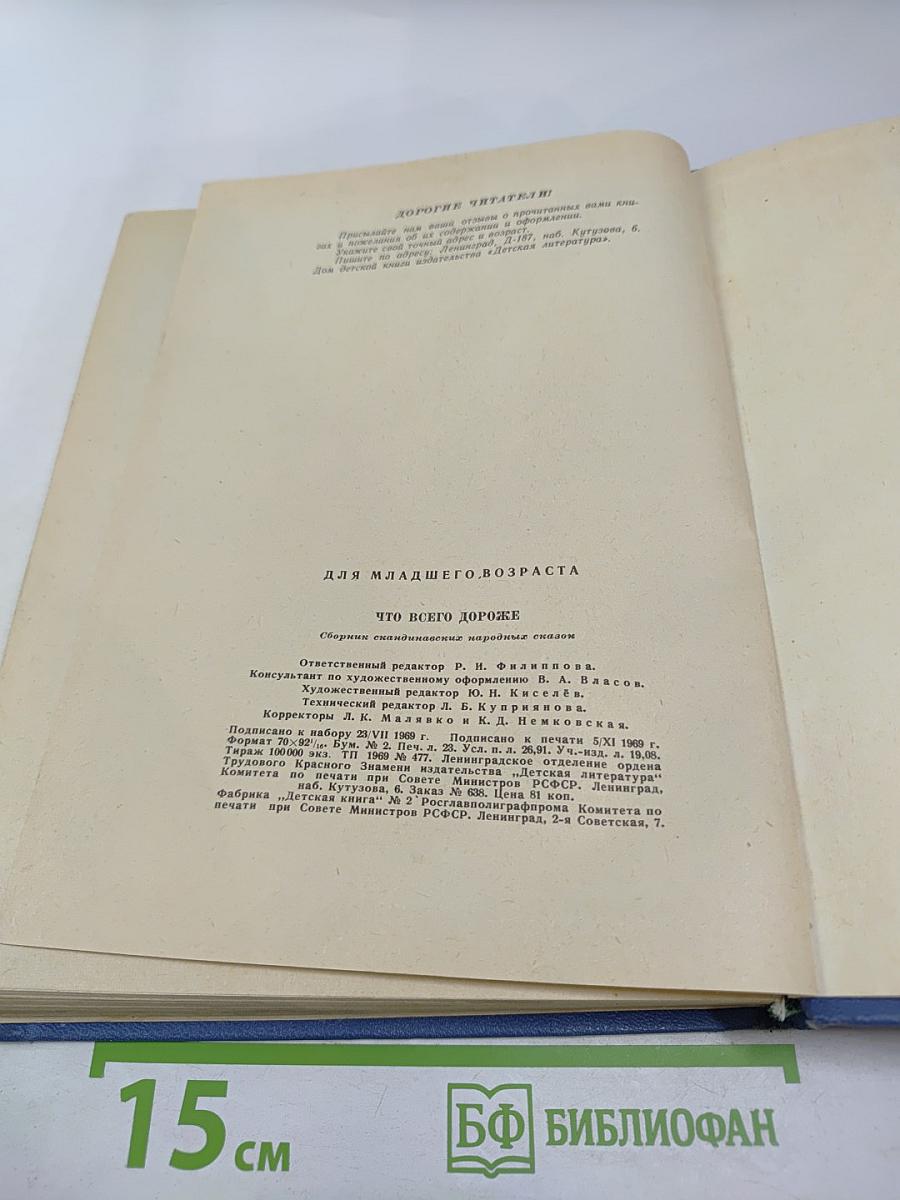 ДОРОГИЕ ЧИТАТЕЛИ!
Присылайте нам ваши отзывы о прочитанных вами кни-
гах и пожелания об их содержании и оформлении.
Укажите свой точный адрес и возраст.
Пишите по адресу: Ленинград, Д-187, наб. Кутузова, 6.
Дом детской книги издательства «Детская литература».
ДЛЯ МЛАДШЕГО ВОЗРАСТА
ЧТО ВСЕГО ДОРОЖЕ
Сборник скандинавских народных сказок
Ответственный редактор Р. И. Филиппова.
Консультант по художественному оформлению В. А. Власов.
Художественный редактор Ю. Н. Киселёв.
Технический редактор Л. Б. Куприянова.
Корректоры Л. К. Малявко и К. Д. Немковская.
Подписано к набору 23/VII 1969 г. Подписано к печати 5/XI 1969 г.
Формат 70×92¹/₁₆. Бум. № 2. Печ. л. 23. Усл. п. л. 26,91. Уч.-изд. л. 19,08.
Тираж 100 000 экз. ТП 1969 № 477. Ленинградское отделение ордена
Трудового Красного Знамени издательства „Детская литература“
Комитета по печати при Совете Министров РСФСР. Ленинград,
наб. Кутузова, 6. Заказ № 638. Цена 81 коп.
Фабрика „Детская книга“ № 2 Росглавполиграфпрома Комитета по
печати при Совете Министров РСФСР. Ленинград, 2-я Советская, 7.
15 см
БФ БИБЛИОФАН